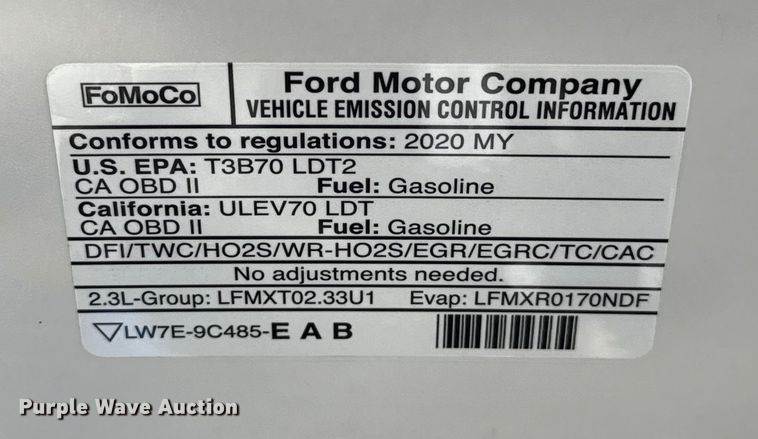 FoMoCo
Ford Motor Company
VEHICLE EMISSION CONTROL INFORMATION
Conforms to regulations: 2020 MY
U.S. EPA: T3B70 LDT2
CA OBD II Fuel: Gasoline
California: ULEV70 LDT
CA OBD II Fuel: Gasoline
DFI/TWC/HO2S/WR-HO2S/EGR/EGRC/TC/CAC
No adjustments needed.
2.3L-Group: LFMXT02.33U1 Evap: LFMXR0170NDF
LW7E-9C485-E A B
Purple Wave Auction